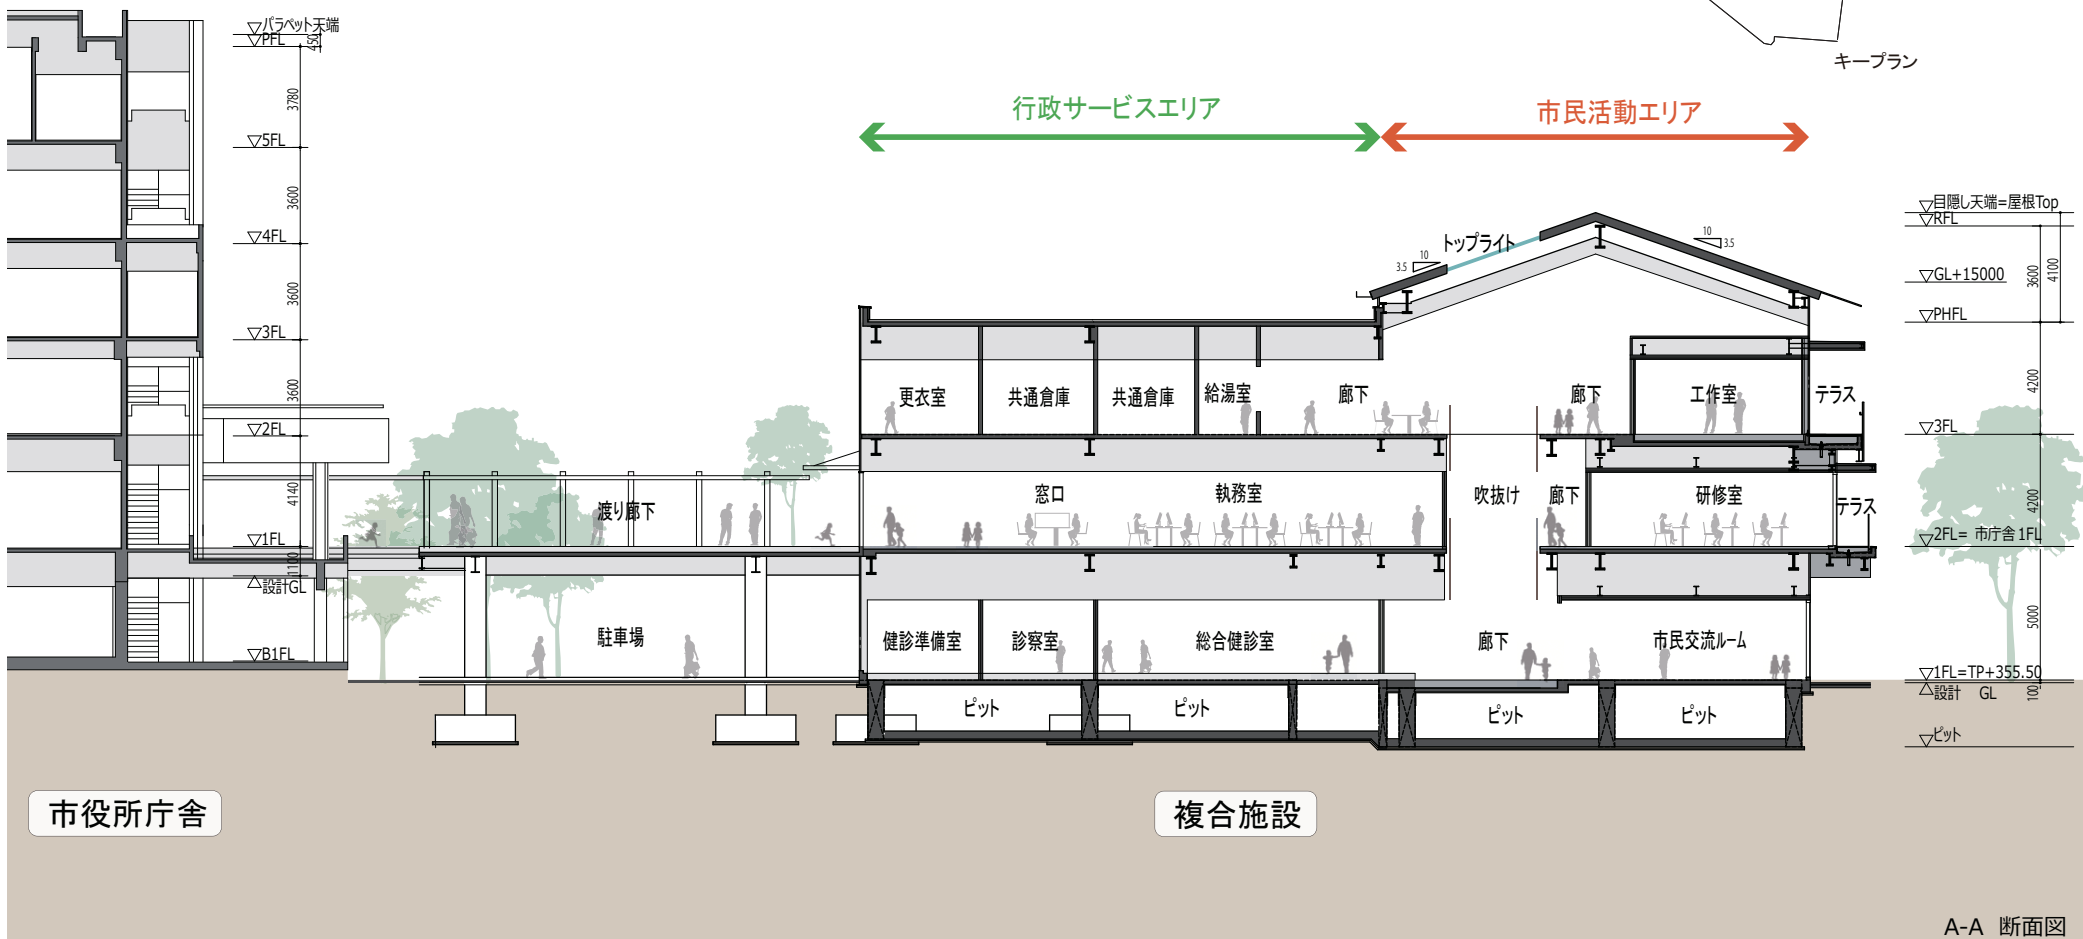 キープラン
行政サービスエリア
市民活動エリア
▽パラペット天端
▽PFL
450
3780
▽5FL
3600
▽4FL
3600
▽3FL
3600
▽2FL
4140
▽1FL
1100
△設計GL
▽B1FL
▽目隠し天端=屋根Top
▽RFL
▽GL+15000
3600
4100
▽PHFL
4200
▽3FL
4200
▽2FL= 市庁舎1FL
5000
▽1FL=TP+355.50
△設計 GL
100
▽ピット
トップライト
10
3.5
10
3.5
更衣室
共通倉庫
共通倉庫
給湯室
廊下
廊下
工作室
テラス
渡り廊下
窓口
執務室
吹抜け
廊下
研修室
テラス
駐車場
健診準備室
診察室
総合健診室
廊下
市民交流ルーム
ピット
ピット
ピット
ピット
市役所庁舎
複合施設
A-A 断面図